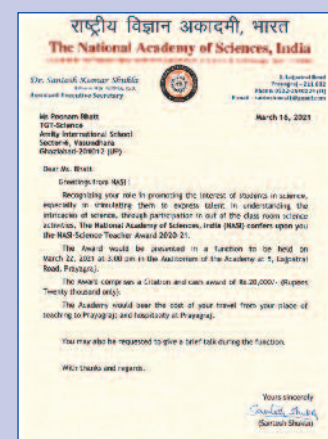 राष्ट्रीय विज्ञान अकादमी, भारत
The National Academy of Sciences, India
Dr. Santosh Kumar Shukla
Assistant Executive Secretary
5, Lajpatrai Road
Prayagraj – 211 002
March 16, 2021
Ms Poonam Bhatt
TGT-Science
Amity International School
Sector-6, Vasundhara
Ghaziabad-201012 (UP)
Dear Ms. Bhatt:
Greetings from NASI!
Recognizing your role in promoting the interest of students in science,
especially in stimulating them to express talent in understanding the
intricacies of science, through participation in out of the class room science
activities, The National Academy of Sciences, India (NASI) confers upon you
the NASI-Science Teacher Award 2020-21.
The Award would be presented in a function to be held on
March 22, 2021 at 3.00 pm in the Auditorium of the Academy at 5, Lajpatrai
Road, Prayagraj.
The Award comprises a Citation and cash award of Rs.20,000/- (Rupees
Twenty thousand only).
The Academy would bear the cost of your travel from your place of
teaching to Prayagraj; and hospitality at Prayagraj.
You may also be requested to give a brief talk during the function.
With thanks and regards,
Yours sincerely
Santosh Shukla
(Santosh Shukla)